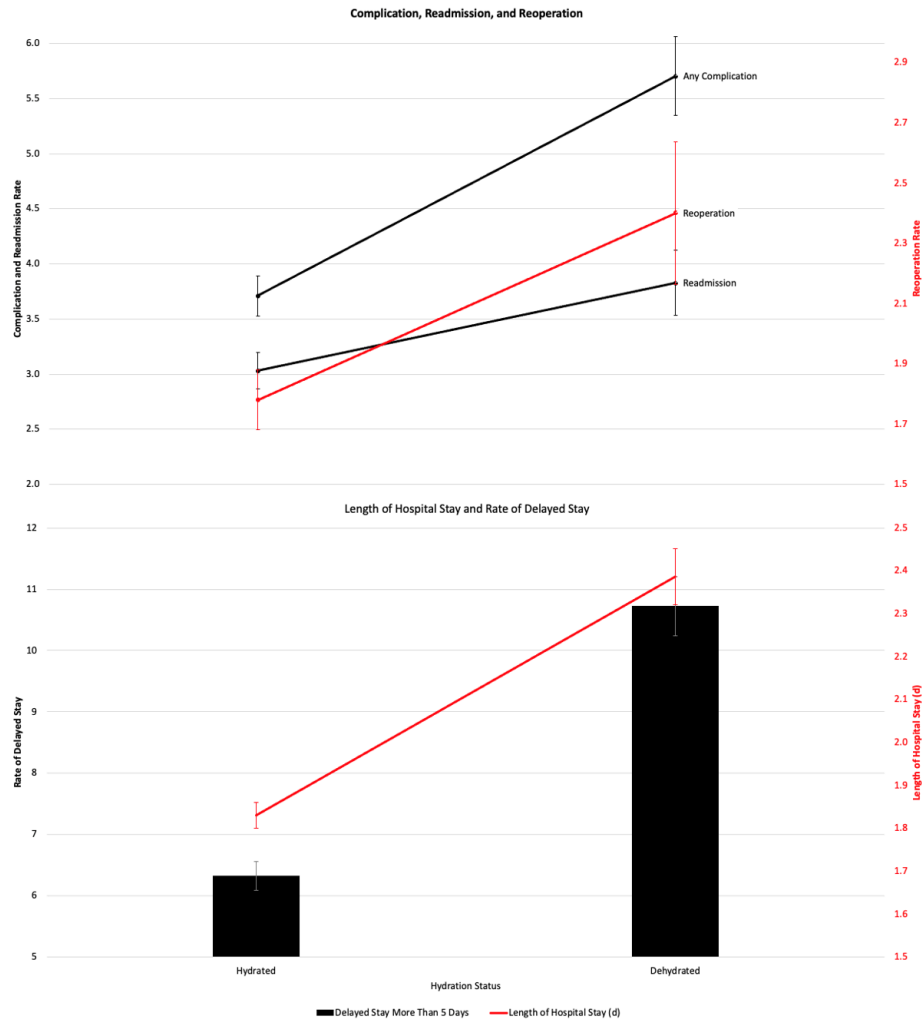 Complication, Readmission, and Reoperation
6.0
5.5
5.0
4.5
4.0
3.5
3.0
2.5
2.0
Complication and Readmission Rate
2.9
2.7
2.5
2.3
2.1
1.9
1.7
1.5
Reoperation Rate
Any Complication
Reoperation
Readmission
Length of Hospital Stay and Rate of Delayed Stay
12
11
10
9
8
7
6
5
Rate of Delayed Stay
2.5
2.4
2.3
2.2
2.1
2.0
1.9
1.8
1.7
1.6
1.5
Length of Hospital Stay (d)
Hydrated
Dehydrated
Hydration Status
Delayed Stay More Than 5 Days
Length of Hospital Stay (d)